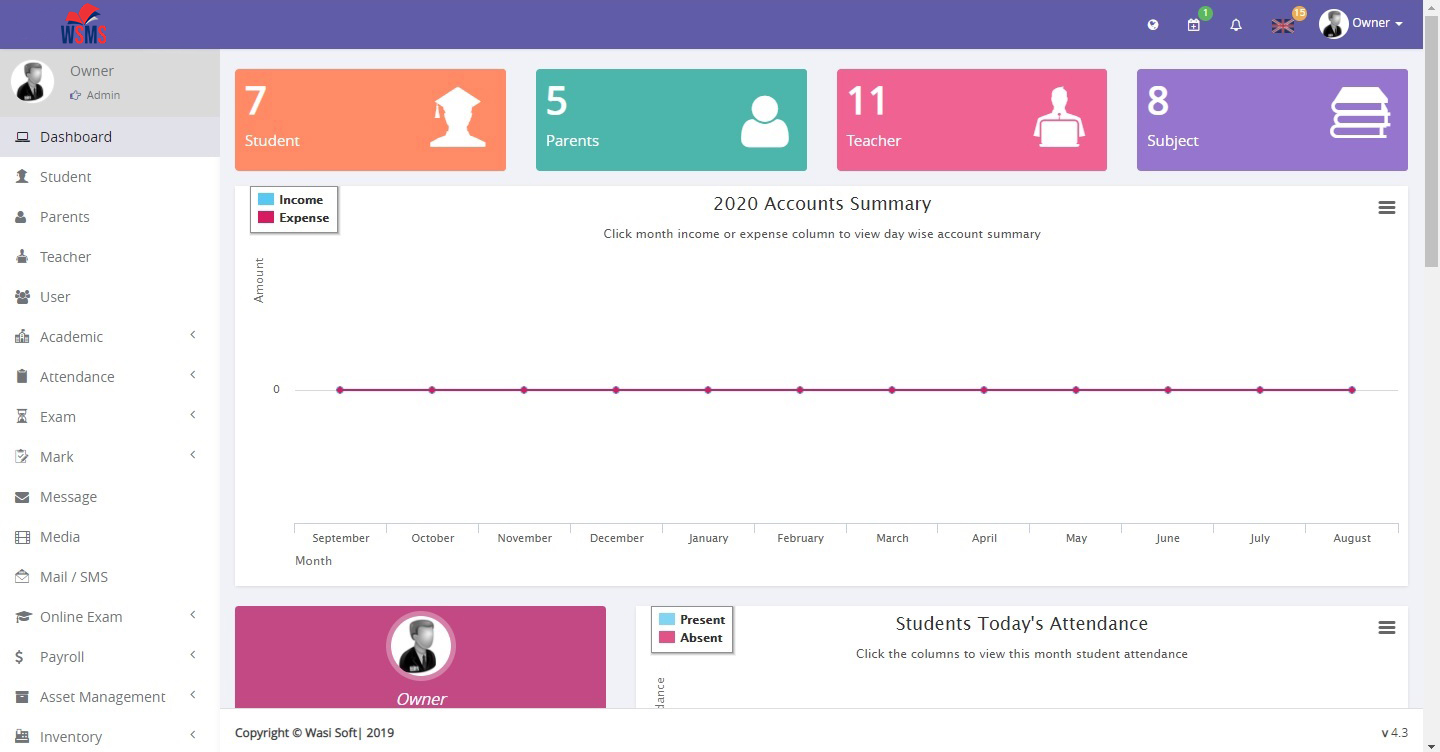 WSMS
1
15
Owner
Owner
Admin
Dashboard
Student
Parents
Teacher
User
Academic
Attendance
Exam
Mark
Message
Media
Mail / SMS
Online Exam
Payroll
Asset Management
Inventory
7
Student
5
Parents
11
Teacher
8
Subject
Income
Expense
2020 Accounts Summary
Click month income or expense column to view day wise account summary
Amount
0
September October November December January February March April May June July August
Month
Owner
Present
Absent
Students Today's Attendance
Click the columns to view this month student attendance
dance
Copyright © Wasi Soft| 2019
v 4.3